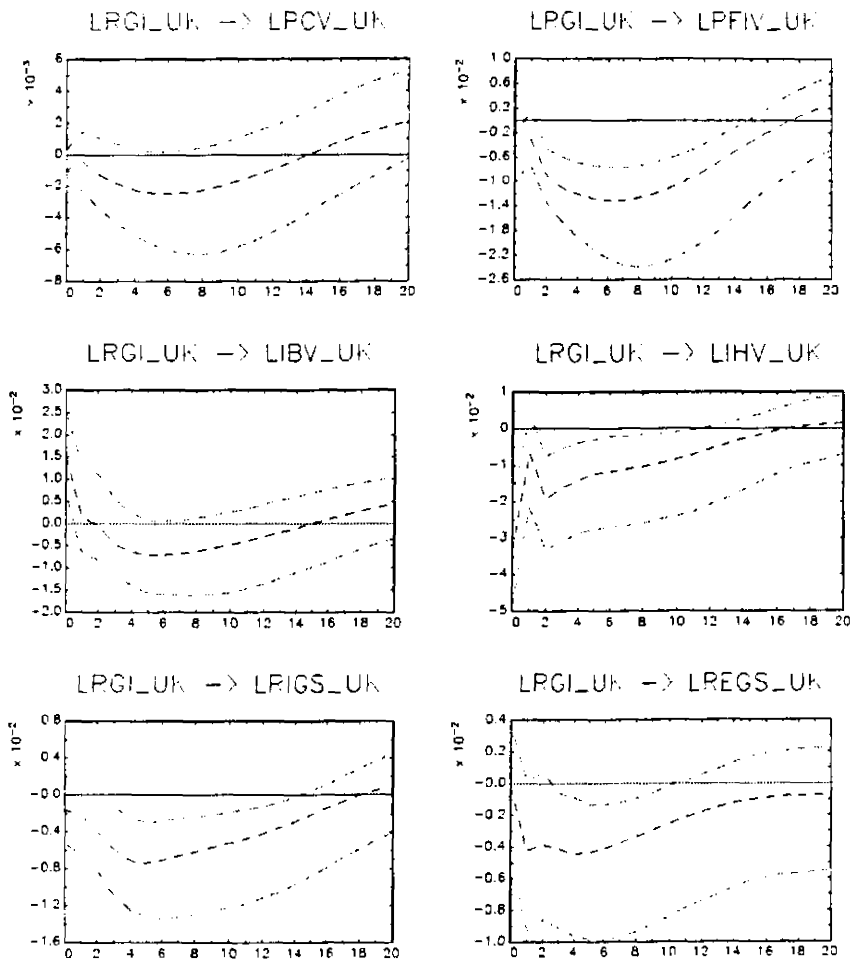 LRGI_UK -> LPCV_UK
LRGI_UK -> LPFIV_UK
x 10⁻³
6
4
2
0
-2
-4
-6
-8
0 2 4 6 8 10 12 14 16 18 20
x 10⁻²
1.0
0.6
0.2
-0.2
-0.6
-1.0
-1.4
-1.8
-2.2
-2.6
0 2 4 6 8 10 12 14 16 18 20
LRGI_UK -> LIBV_UK
LRGI_UK -> LIHV_UK
x 10⁻²
3.0
2.5
2.0
1.5
1.0
0.5
0.0
-0.5
-1.0
-1.5
-2.0
0 2 4 6 8 10 12 14 16 18 20
x 10⁻²
1
0
-1
-2
-3
-4
-5
0 2 4 6 8 10 12 14 16 18 20
LRGI_UK -> LRIGS_UK
LRGI_UK -> LREGS_UK
x 10⁻²
0.8
0.4
-0.0
-0.4
-0.8
-1.2
-1.6
0 2 4 6 8 10 12 14 16 18 20
x 10⁻²
0.4
0.2
-0.0
-0.2
-0.4
-0.6
-0.8
-1.0
0 2 4 6 8 10 12 14 16 18 20